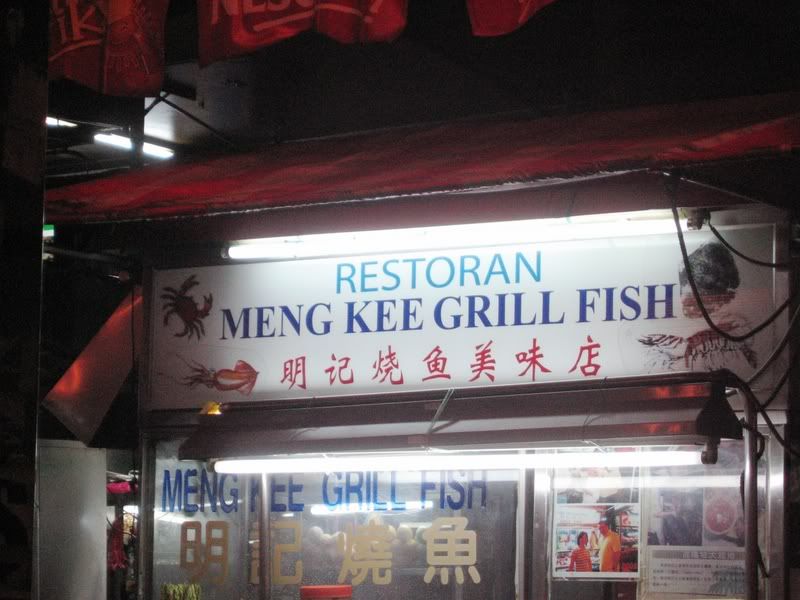 NESCAFÉ
RESTORAN
MENG KEE GRILL FISH
明记烧鱼美味店
MENG KEE GRILL FISH
明記燒魚